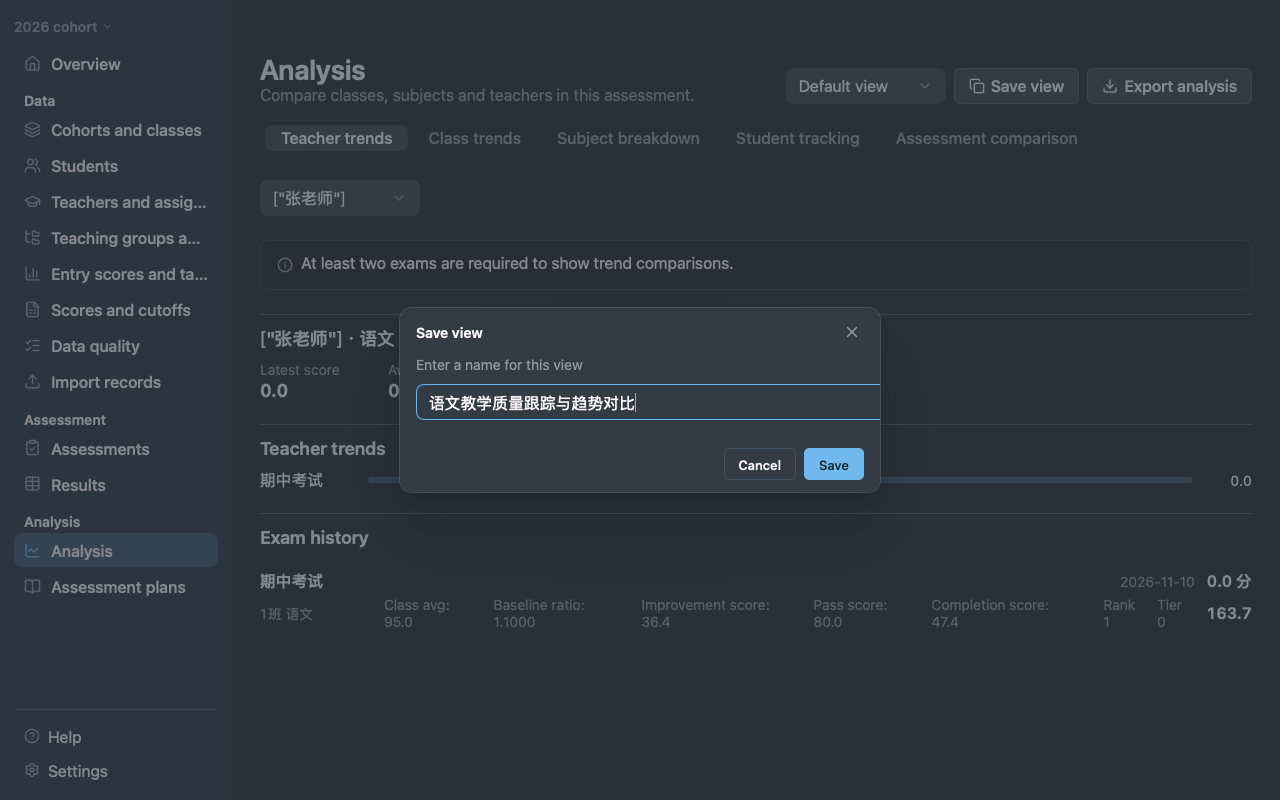 2026 cohort
Overview
Data
Cohorts and classes
Students
Teachers and assig...
Teaching groups a...
Entry scores and ta...
Scores and cutoffs
Data quality
Import records
Assessment
Assessments
Results
Analysis
Analysis
Assessment plans
Help
Settings
Analysis
Compare classes, subjects and teachers in this assessment.
Default view
Save view
Export analysis
Teacher trends
Class trends
Subject breakdown
Student tracking
Assessment comparison
["张老师"]
At least two exams are required to show trend comparisons.
["张老师"] · 语文
Latest score
0.0
Save view
Enter a name for this view
语文教学质量跟踪与趋势对比
Cancel
Save
Teacher trends
期中考试
0.0
Exam history
期中考试
2026-11-10
0.0 分
1班 语文
Class avg:
95.0
Baseline ratio:
1.1000
Improvement score:
36.4
Pass score:
80.0
Completion score:
47.4
Rank
1
Tier
0
163.7